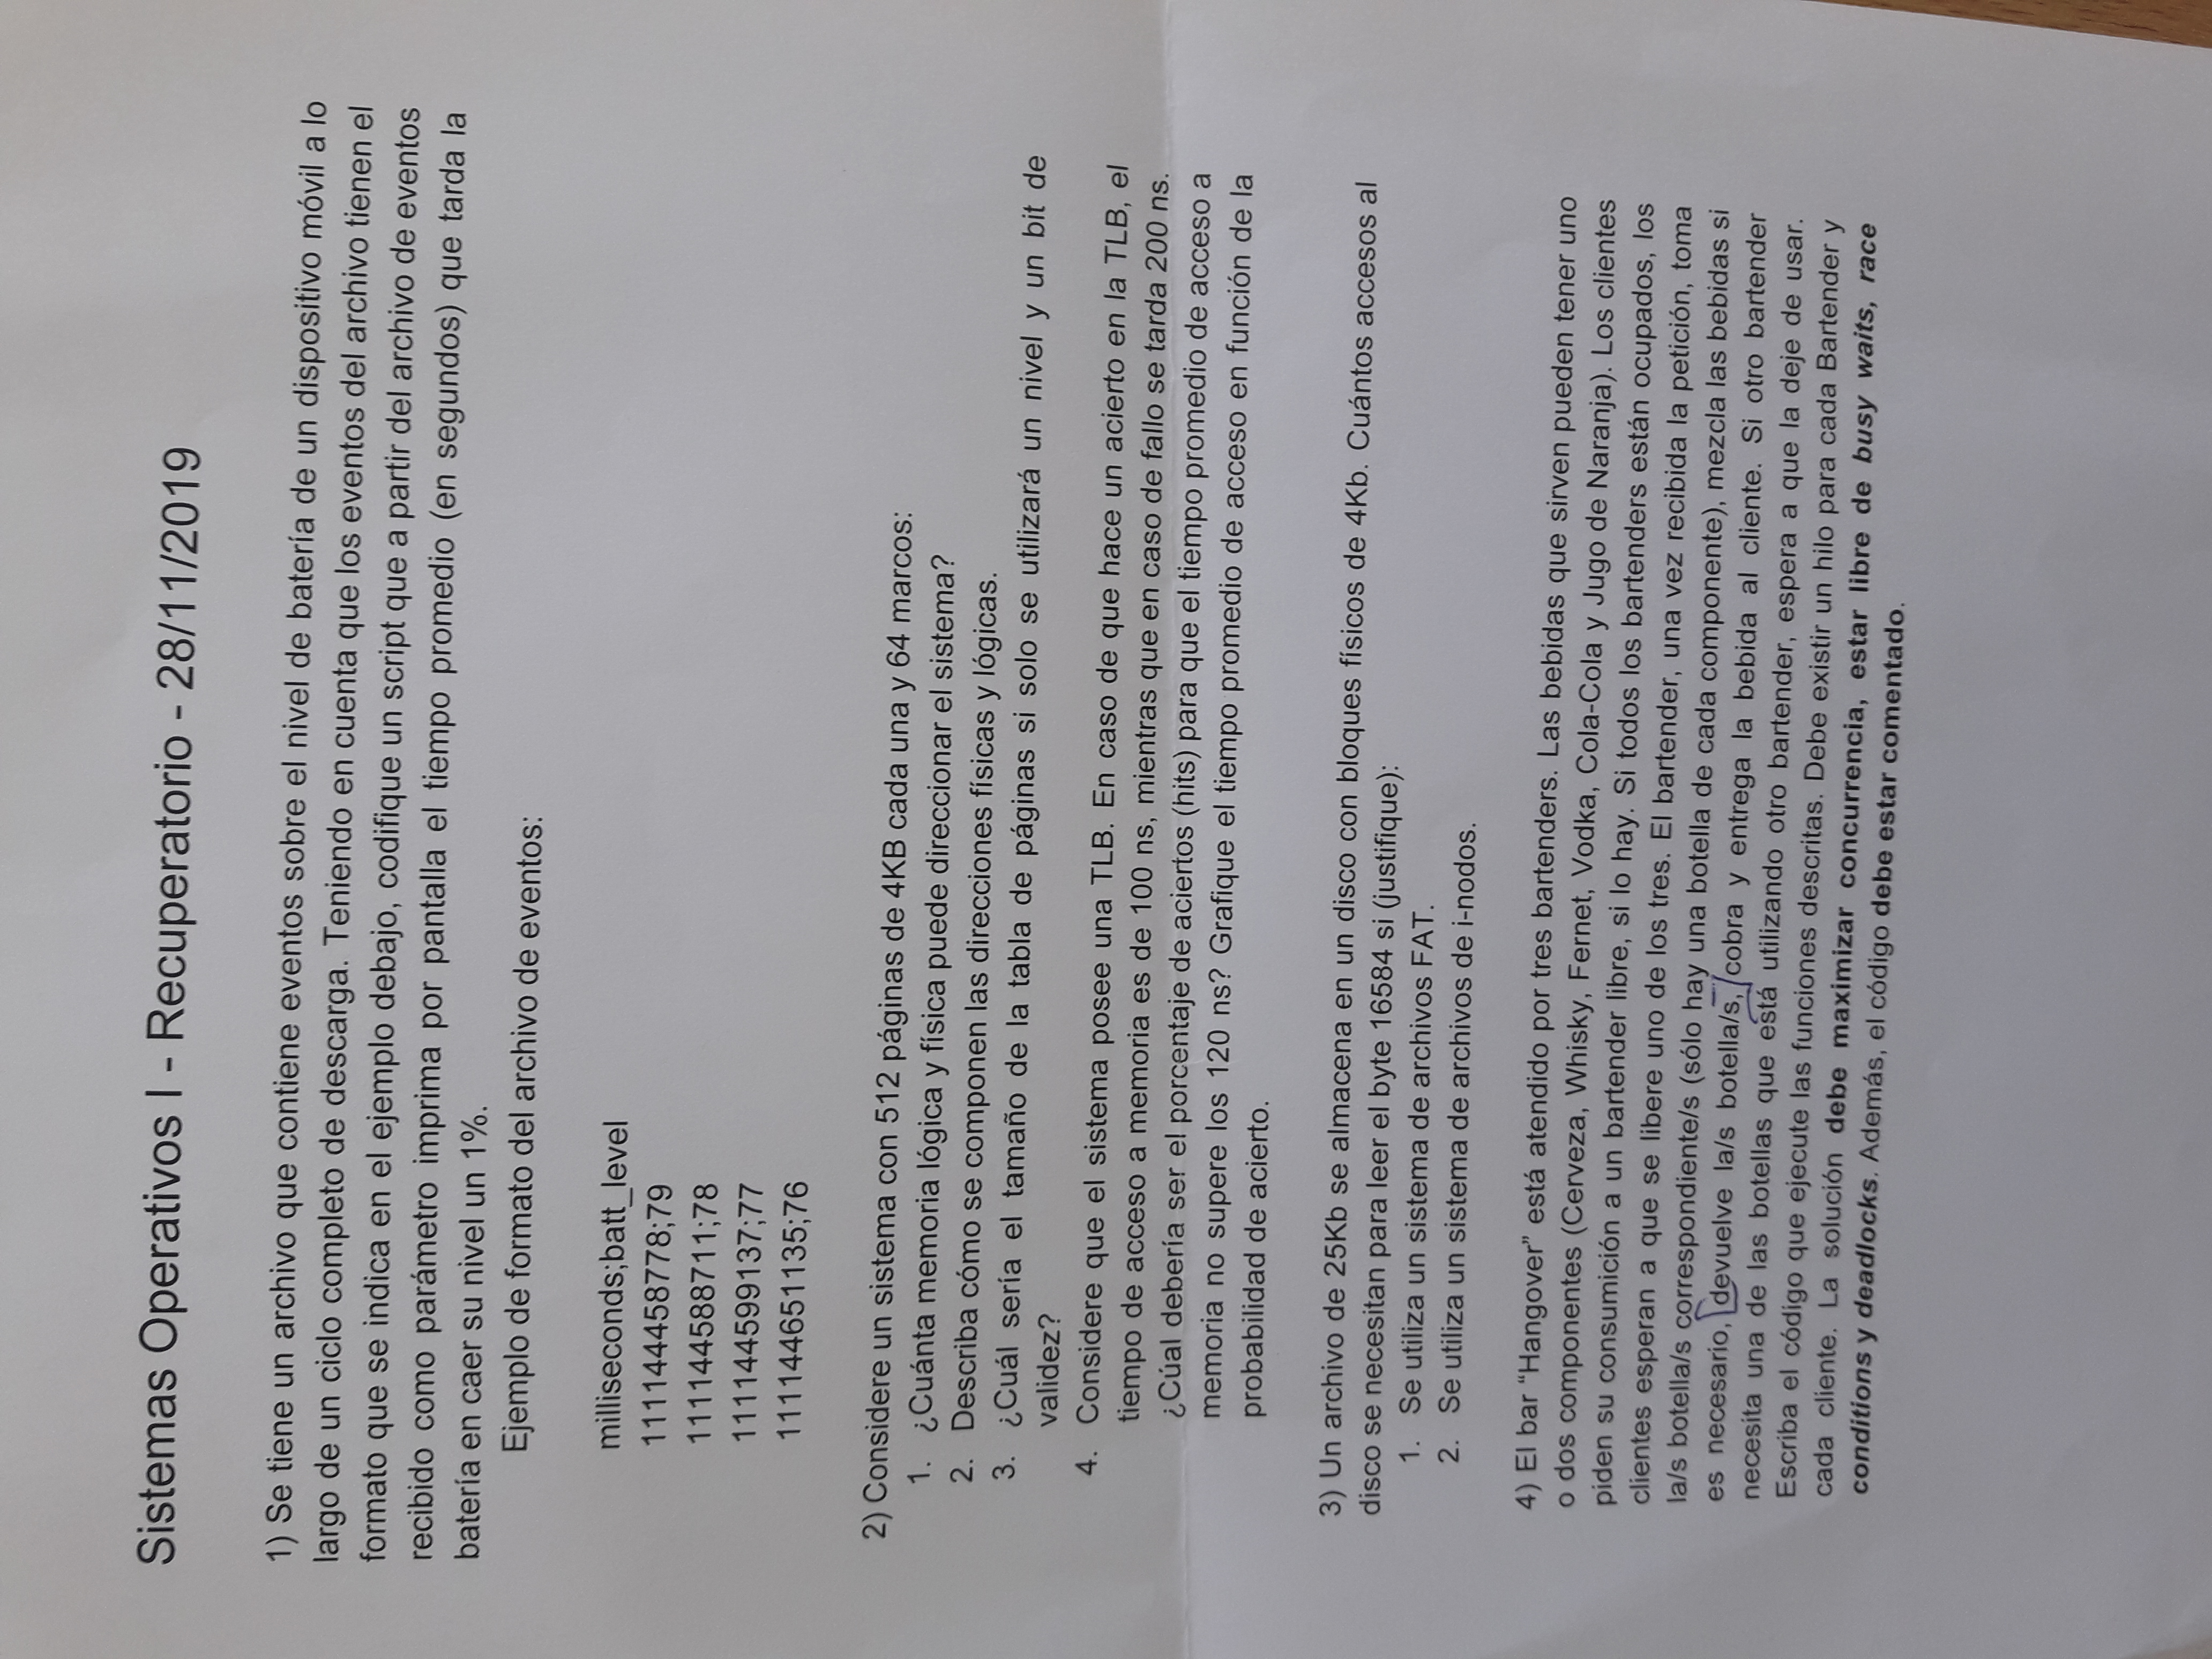 Sistemas Operativos I - Recuperatorio - 28/11/2019
1) Se tiene un archivo que contiene eventos sobre el nivel de batería de un dispositivo móvil a lo
largo de un ciclo completo de descarga. Teniendo en cuenta que los eventos del archivo tienen el
formato que se indica en el ejemplo debajo, codifique un script que a partir del archivo de eventos
recibido como parámetro imprima por pantalla el tiempo promedio (en segundos) que tarda la
batería en caer su nivel un 1%.
Ejemplo de formato del archivo de eventos:
milliseconds;batt_level
111144458778;79
111144588711;78
111144599137;77
111144651135;76
2) Considere un sistema con 512 páginas de 4KB cada una y 64 marcos:
1. ¿Cuánta memoria lógica y física puede direccionar el sistema?
2. Describa cómo se componen las direcciones físicas y lógicas.
3. ¿Cuál sería el tamaño de la tabla de páginas si solo se utilizará un nivel y un bit de
validez?
4. Considere que el sistema posee una TLB. En caso de que hace un acierto en la TLB, el
tiempo de acceso a memoria es de 100 ns, mientras que en caso de fallo se tarda 200 ns.
¿Cúal debería ser el porcentaje de aciertos (hits) para que el tiempo promedio de acceso a
memoria no supere los 120 ns? Grafique el tiempo promedio de acceso en función de la
probabilidad de acierto.
3) Un archivo de 25Kb se almacena en un disco con bloques físicos de 4Kb. Cuántos accesos al
disco se necesitan para leer el byte 16584 si (justifique):
1. Se utiliza un sistema de archivos FAT.
2. Se utiliza un sistema de archivos de i-nodos.
4) El bar “Hangover” está atendido por tres bartenders. Las bebidas que sirven pueden tener uno
o dos componentes (Cerveza, Whisky, Fernet, Vodka, Cola-Cola y Jugo de Naranja). Los clientes
piden su consumición a un bartender libre, si lo hay. Si todos los bartenders están ocupados, los
clientes esperan a que se libere uno de los tres. El bartender, una vez recibida la petición, toma
la/s botella/s correspondiente/s (sólo hay una botella de cada componente), mezcla las bebidas si
es necesario, devuelve la/s botella/s, cobra y entrega la bebida al cliente. Si otro bartender
necesita una de las botellas que está utilizando otro bartender, espera a que la deje de usar.
Escriba el código que ejecute las funciones descritas. Debe existir un hilo para cada Bartender y
cada cliente. La solución debe maximizar concurrencia, estar libre de busy waits, race
conditions y deadlocks. Además, el código debe estar comentado.